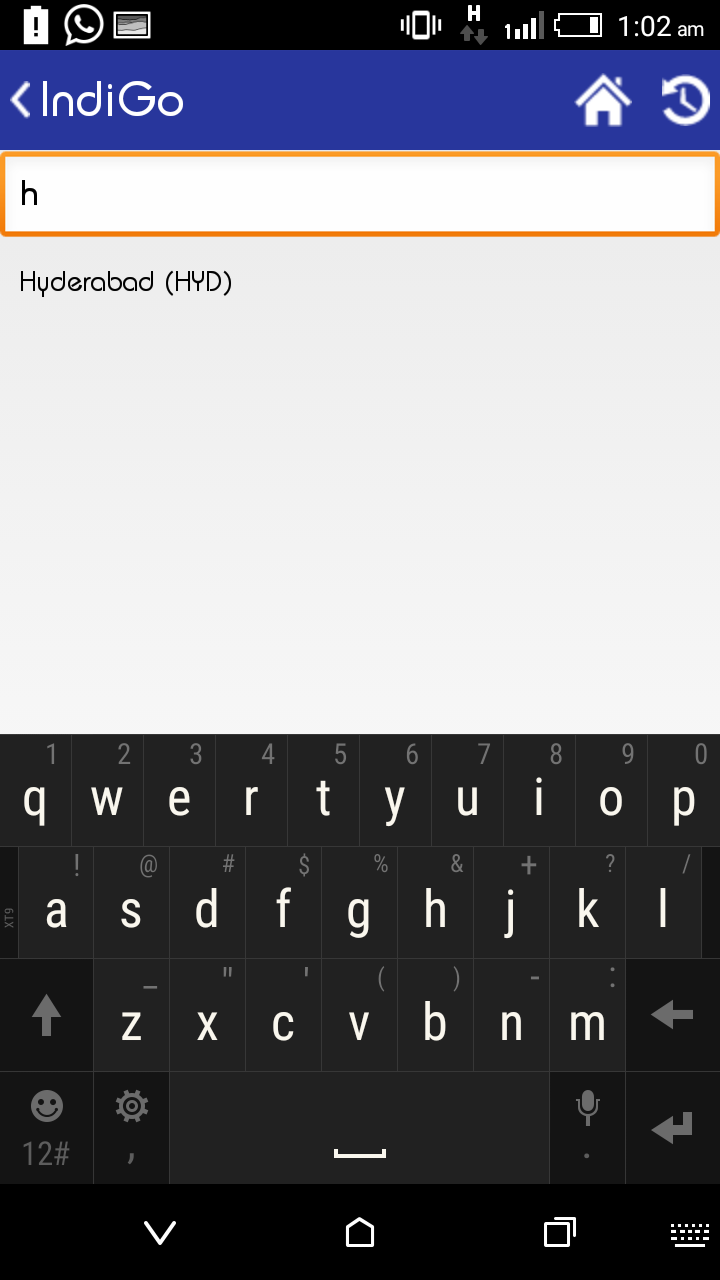 H
1:02 am
IndiGo
h
Hyderabad (HYD)
1 2 3 4 5 6 7 8 9 0
q w e r t y u i o p
! @ # $ % & + ? /
XT9 a s d f g h j k l
_ " ' ( ) - :
z x c v b n m
12# , .